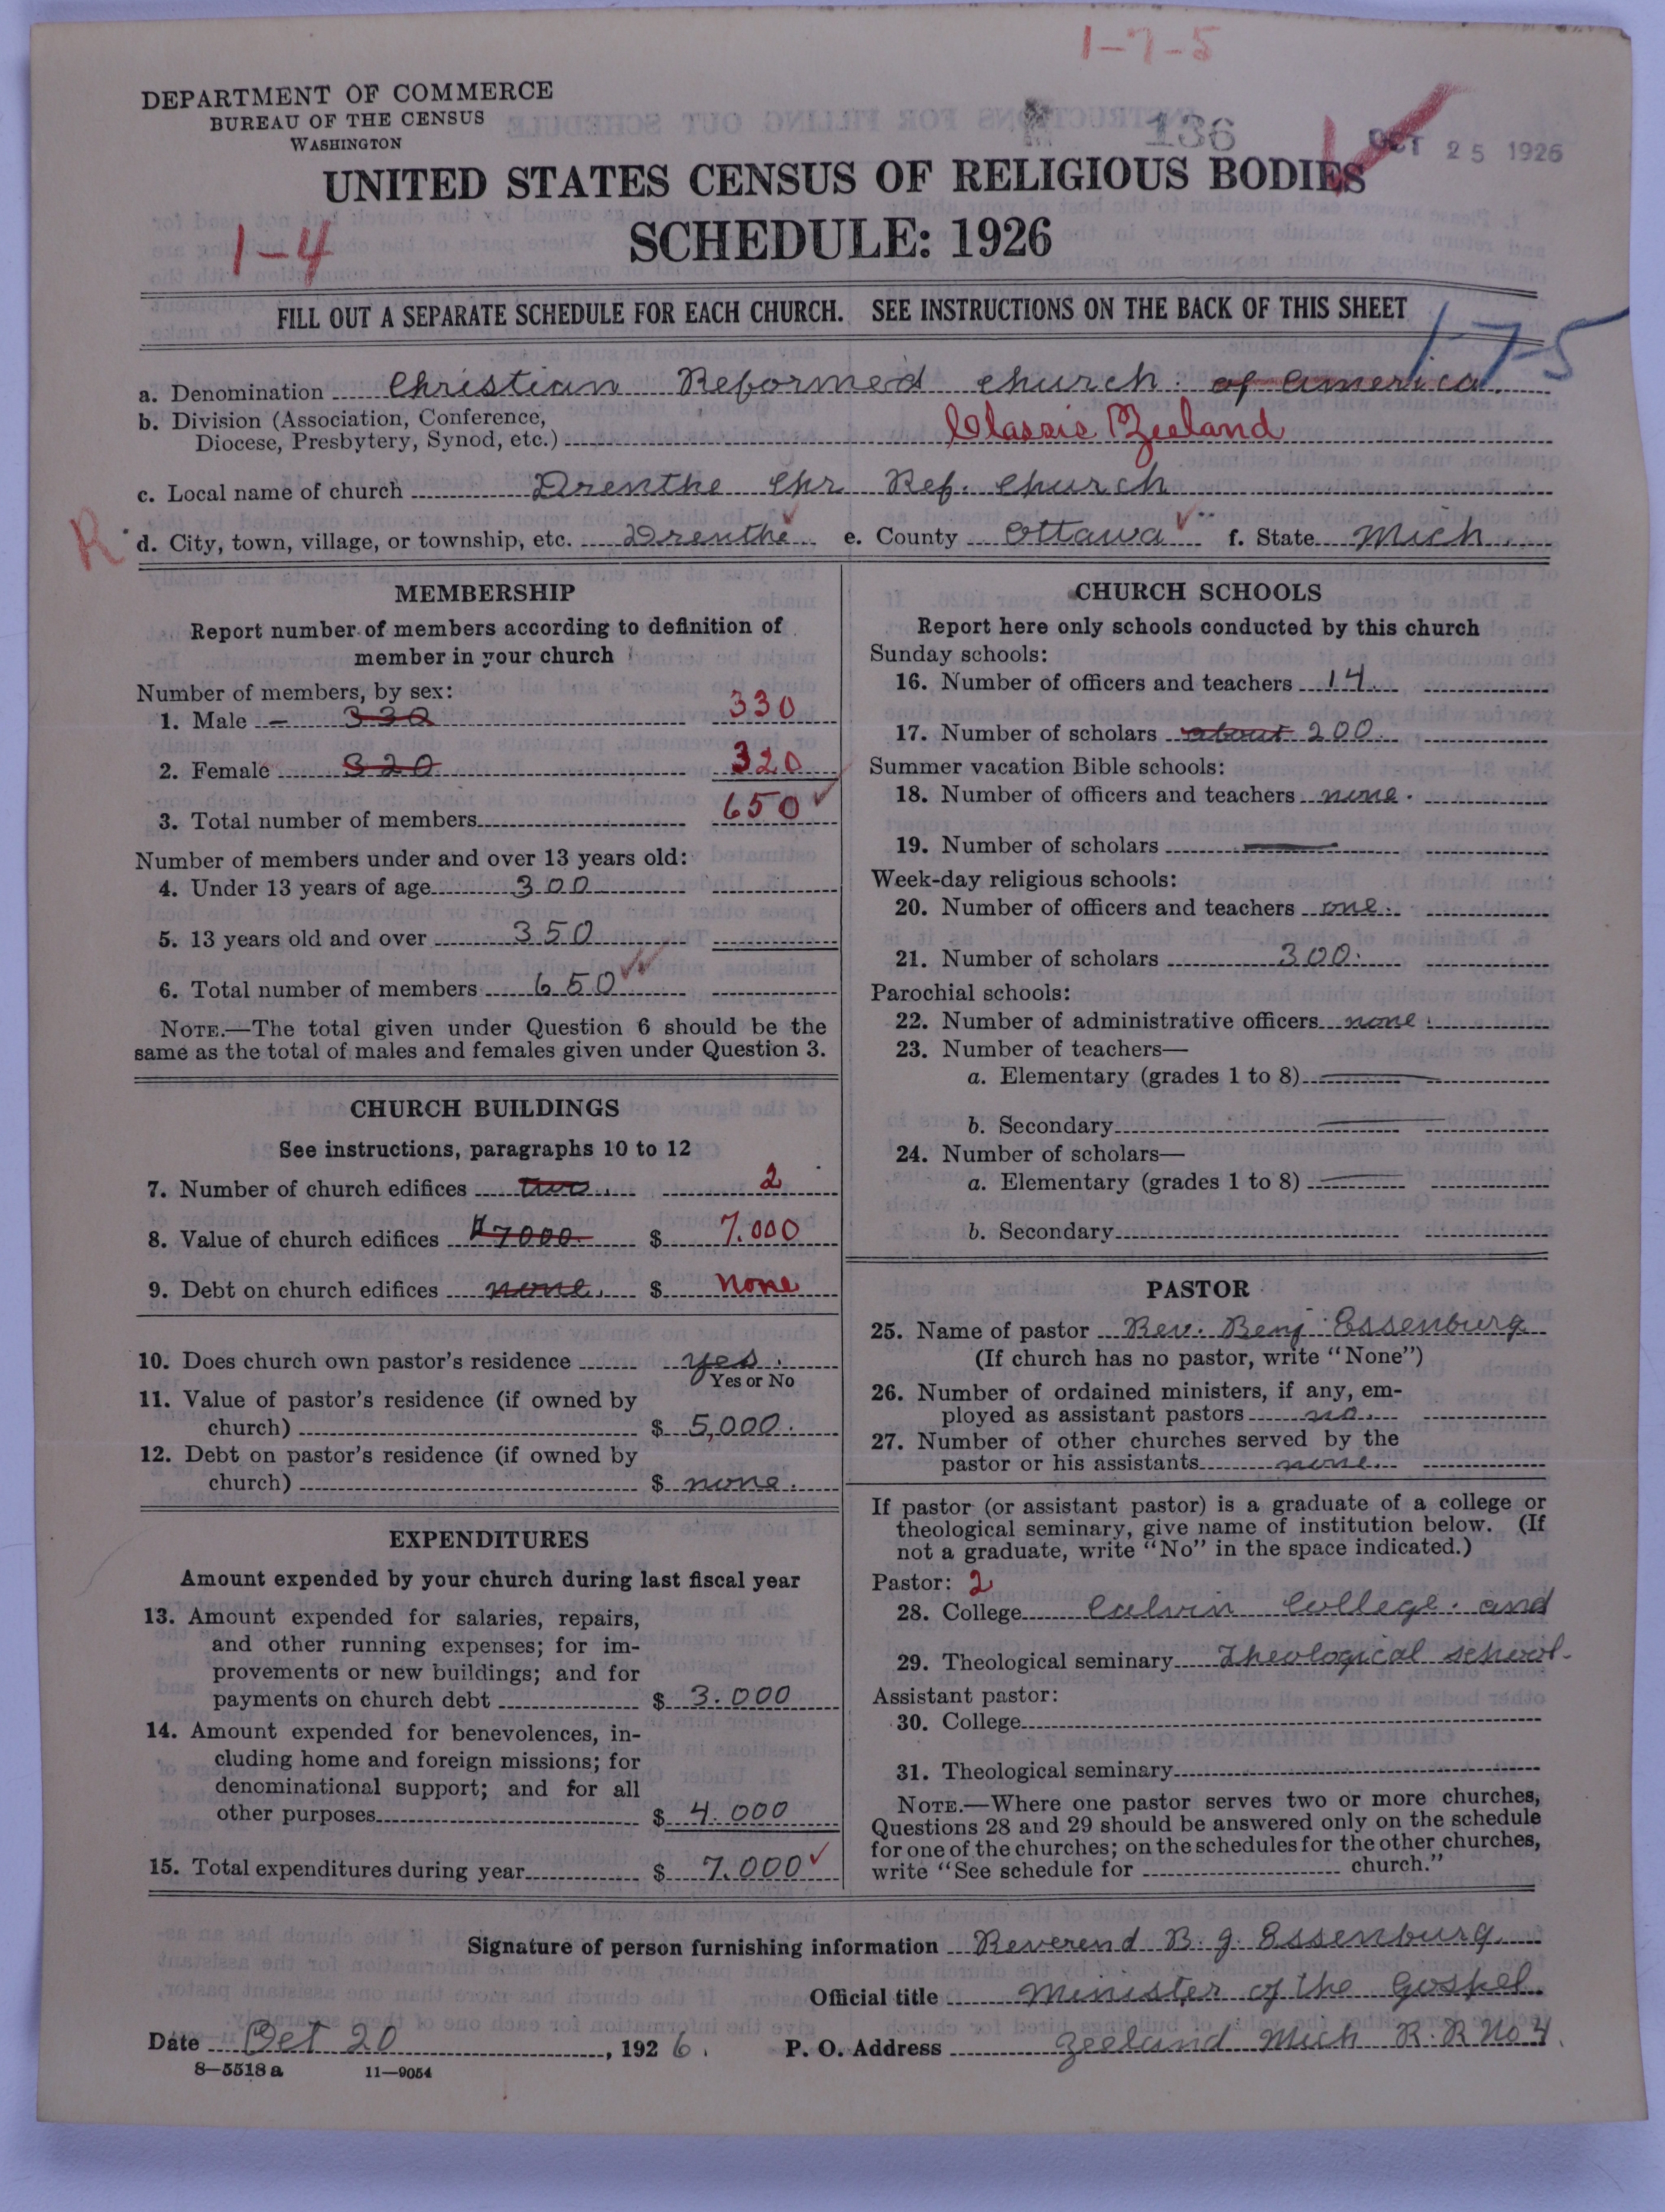 1-7-5
DEPARTMENT OF COMMERCE
BUREAU OF THE CENSUS
WASHINGTON
136
OCT 25 1926
UNITED STATES CENSUS OF RELIGIOUS BODIES
SCHEDULE: 1926
1-4
FILL OUT A SEPARATE SCHEDULE FOR EACH CHURCH. SEE INSTRUCTIONS ON THE BACK OF THIS SHEET
1-7-5
a. Denomination Christian Reformed church of America
b. Division (Association, Conference,
Diocese, Presbytery, Synod, etc.) Classis Zeeland
c. Local name of church Drenthe Chr Ref. church
R d. City, town, village, or township, etc. Drenthe e. County Ottawa f. State Mich.
MEMBERSHIP
Report number of members according to definition of
member in your church
Number of members, by sex:
1. Male 330 330
2. Female 320 320
3. Total number of members 650
Number of members under and over 13 years old:
4. Under 13 years of age 300
5. 13 years old and over 350
6. Total number of members 650
NOTE.—The total given under Question 6 should be the
same as the total of males and females given under Question 3.
CHURCH BUILDINGS
See instructions, paragraphs 10 to 12
7. Number of church edifices two. 2
8. Value of church edifices $7000. $ 7.000
9. Debt on church edifices none. $ none
10. Does church own pastor's residence yes.
Yes or No
11. Value of pastor's residence (if owned by
church) $ 5,000.
12. Debt on pastor's residence (if owned by
church) $ none.
EXPENDITURES
Amount expended by your church during last fiscal year
13. Amount expended for salaries, repairs,
and other running expenses; for im-
provements or new buildings; and for
payments on church debt $ 3.000
14. Amount expended for benevolences, in-
cluding home and foreign missions; for
denominational support; and for all
other purposes $ 4.000
15. Total expenditures during year $ 7.000
CHURCH SCHOOLS
Report here only schools conducted by this church
Sunday schools:
16. Number of officers and teachers 14.
17. Number of scholars about 200.
Summer vacation Bible schools:
18. Number of officers and teachers none.
19. Number of scholars
Week-day religious schools:
20. Number of officers and teachers one.
21. Number of scholars 300.
Parochial schools:
22. Number of administrative officers none.
23. Number of teachers—
a. Elementary (grades 1 to 8)
b. Secondary
24. Number of scholars—
a. Elementary (grades 1 to 8)
b. Secondary
PASTOR
25. Name of pastor Rev. Benj Essenburg
(If church has no pastor, write "None")
26. Number of ordained ministers, if any, em-
ployed as assistant pastors no.
27. Number of other churches served by the
pastor or his assistants none.
If pastor (or assistant pastor) is a graduate of a college or
theological seminary, give name of institution below. (If
not a graduate, write "No" in the space indicated.)
Pastor: 2
28. College Calvin College. and
29. Theological seminary Theological school.
Assistant pastor:
30. College
31. Theological seminary
NOTE.—Where one pastor serves two or more churches,
Questions 28 and 29 should be answered only on the schedule
for one of the churches; on the schedules for the other churches,
write "See schedule for church."
Signature of person furnishing information Reverend B. J. Essenburg.
Official title Minister of the Gospel.
Date Oct 20, 1926. P. O. Address Zeeland Mich R. R No 4.
8—5518 a 11—9054